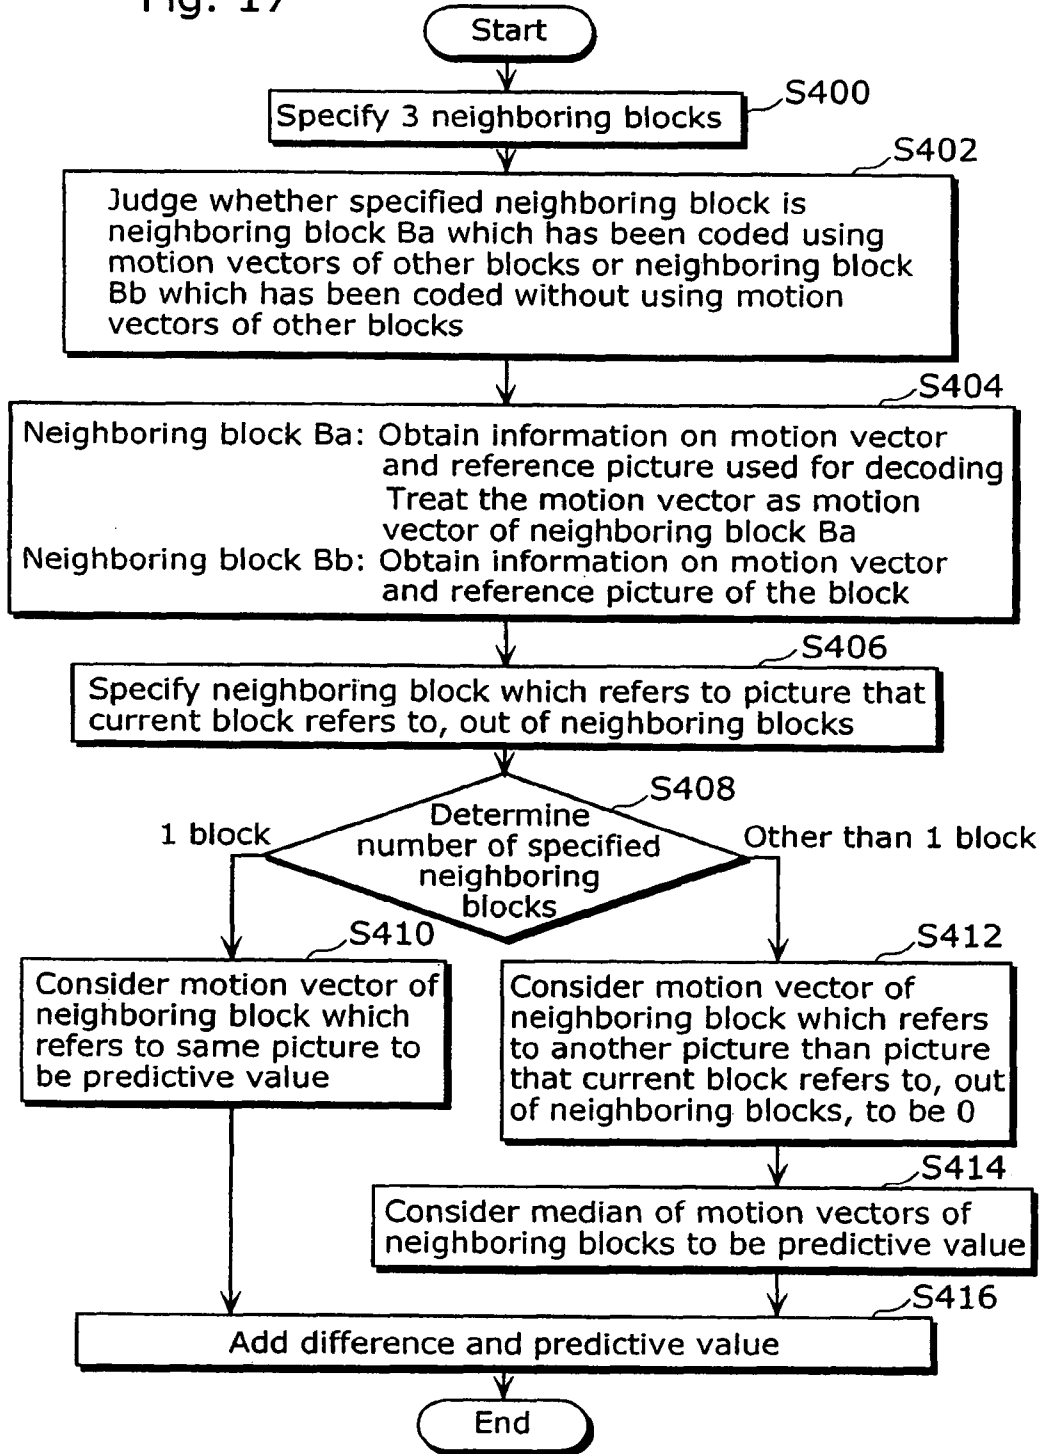 Fig. 17
Start
S400
Specify 3 neighboring blocks
S402
Judge whether specified neighboring block is
neighboring block Ba which has been coded using
motion vectors of other blocks or neighboring block
Bb which has been coded without using motion
vectors of other blocks
S404
Neighboring block Ba: Obtain information on motion vector
and reference picture used for decoding
Treat the motion vector as motion
vector of neighboring block Ba
Neighboring block Bb: Obtain information on motion vector
and reference picture of the block
S406
Specify neighboring block which refers to picture that
current block refers to, out of neighboring blocks
S408
Determine
number of specified
neighboring
blocks
1 block
Other than 1 block
S410
Consider motion vector of
neighboring block which
refers to same picture to
be predictive value
S412
Consider motion vector of
neighboring block which refers
to another picture than picture
that current block refers to, out
of neighboring blocks, to be 0
S414
Consider median of motion vectors of
neighboring blocks to be predictive value
S416
Add difference and predictive value
End